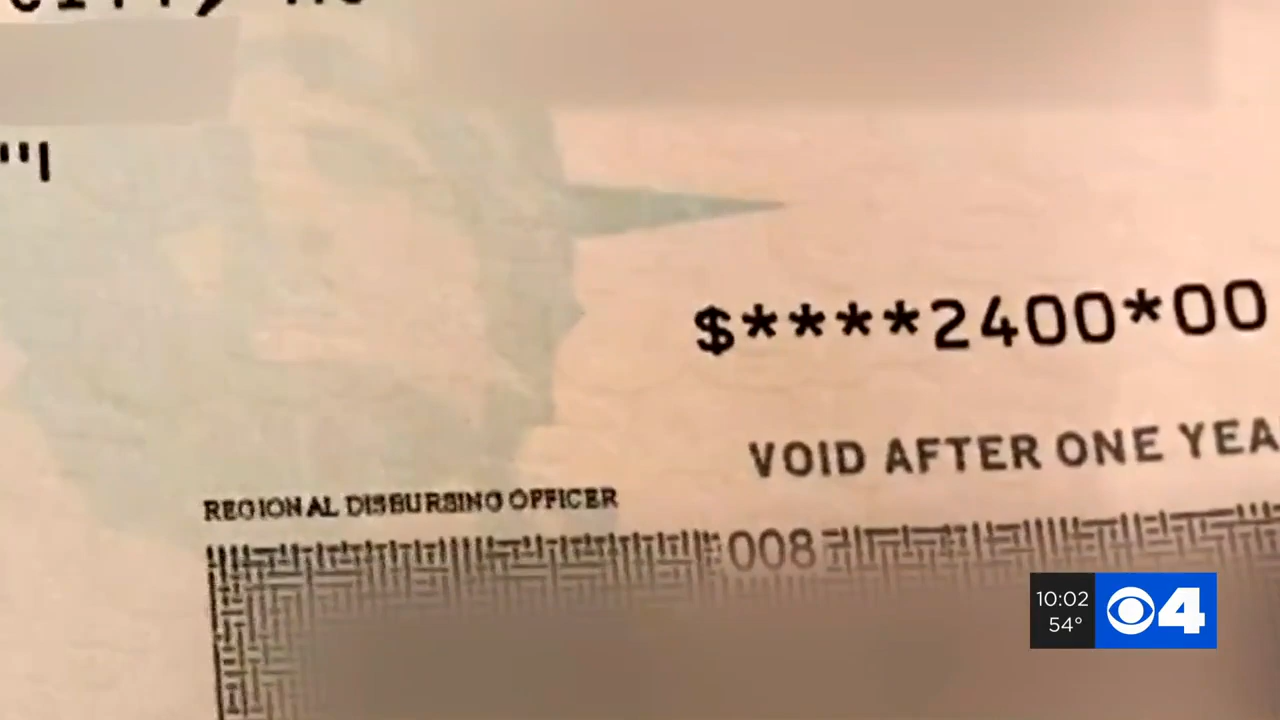 $****2400*00
VOID AFTER ONE YEA
REGIONAL DISBURSING OFFICER
008
10:02
54°
4